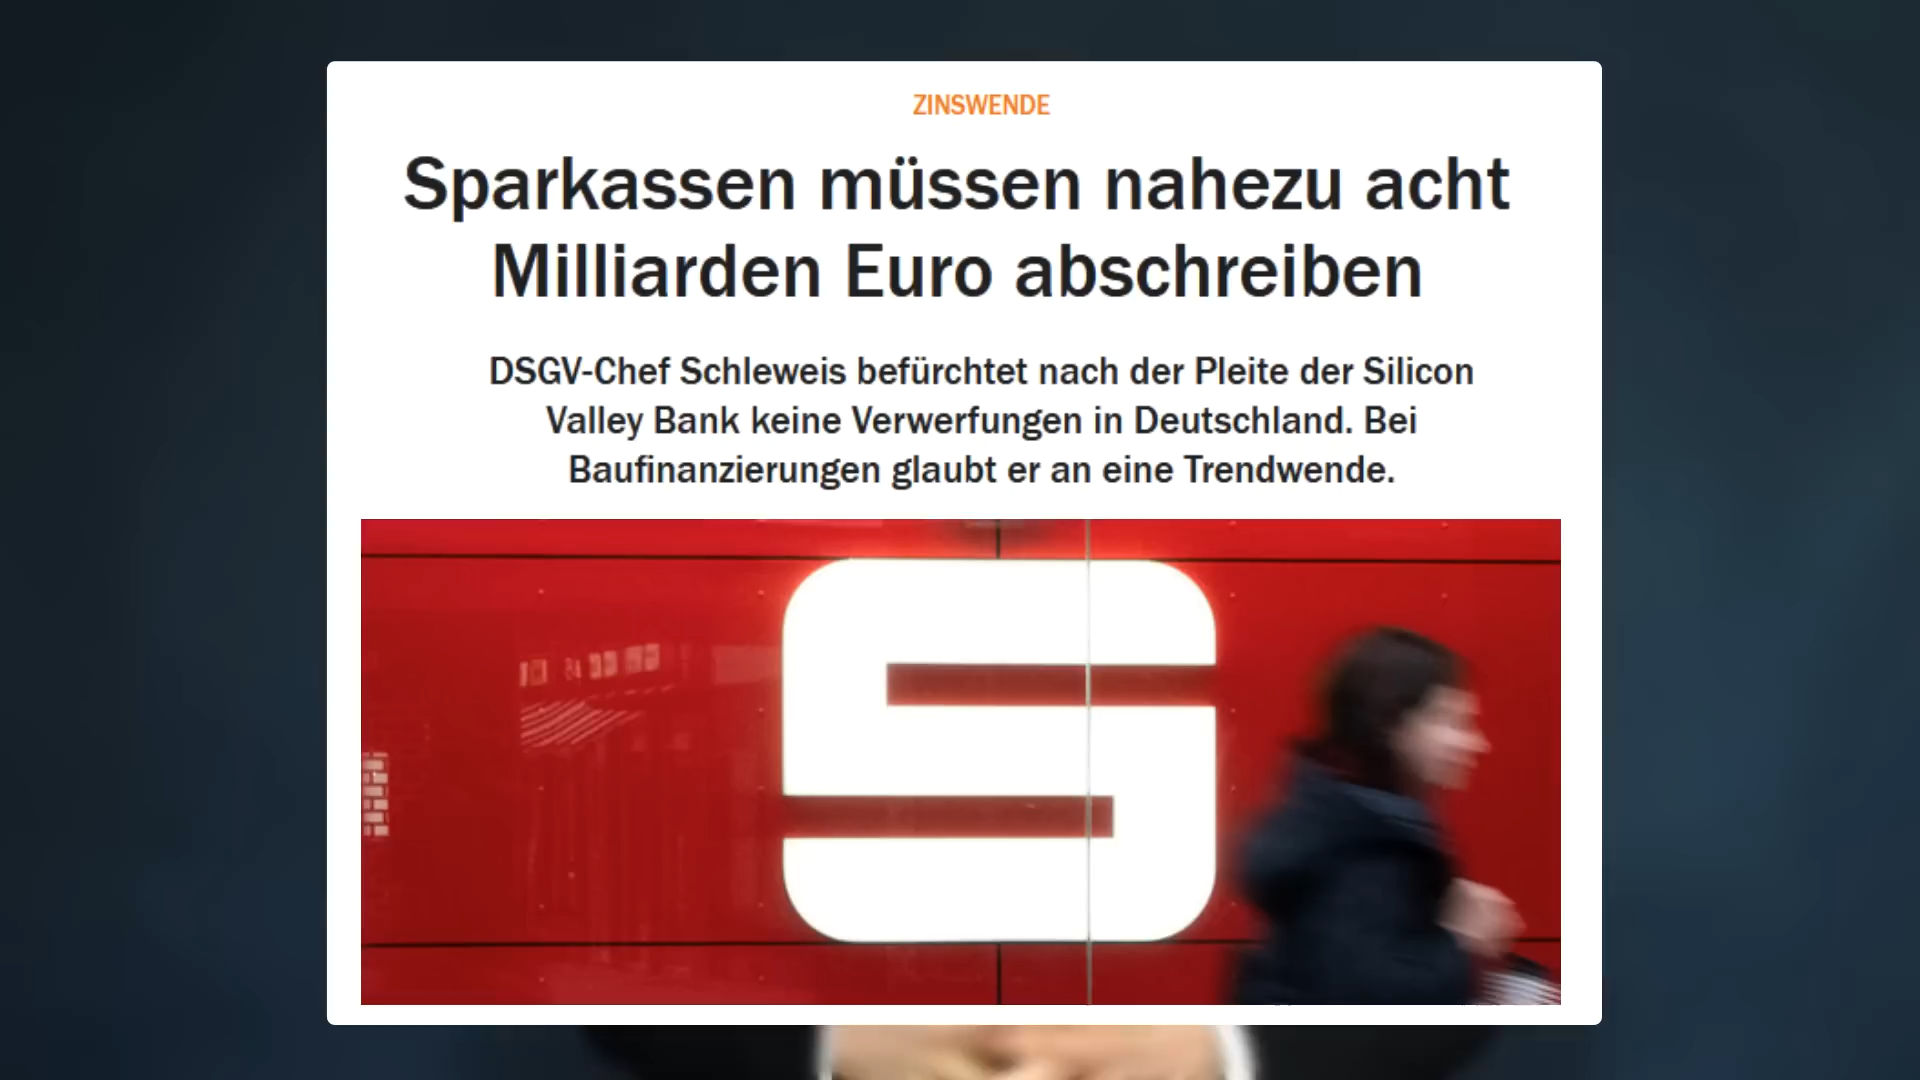 ZINSWENDE
Sparkassen müssen nahezu acht
Milliarden Euro abschreiben
DSGV-Chef Schleweis befürchtet nach der Pleite der Silicon
Valley Bank keine Verwerfungen in Deutschland. Bei
Baufinanzierungen glaubt er an eine Trendwende.